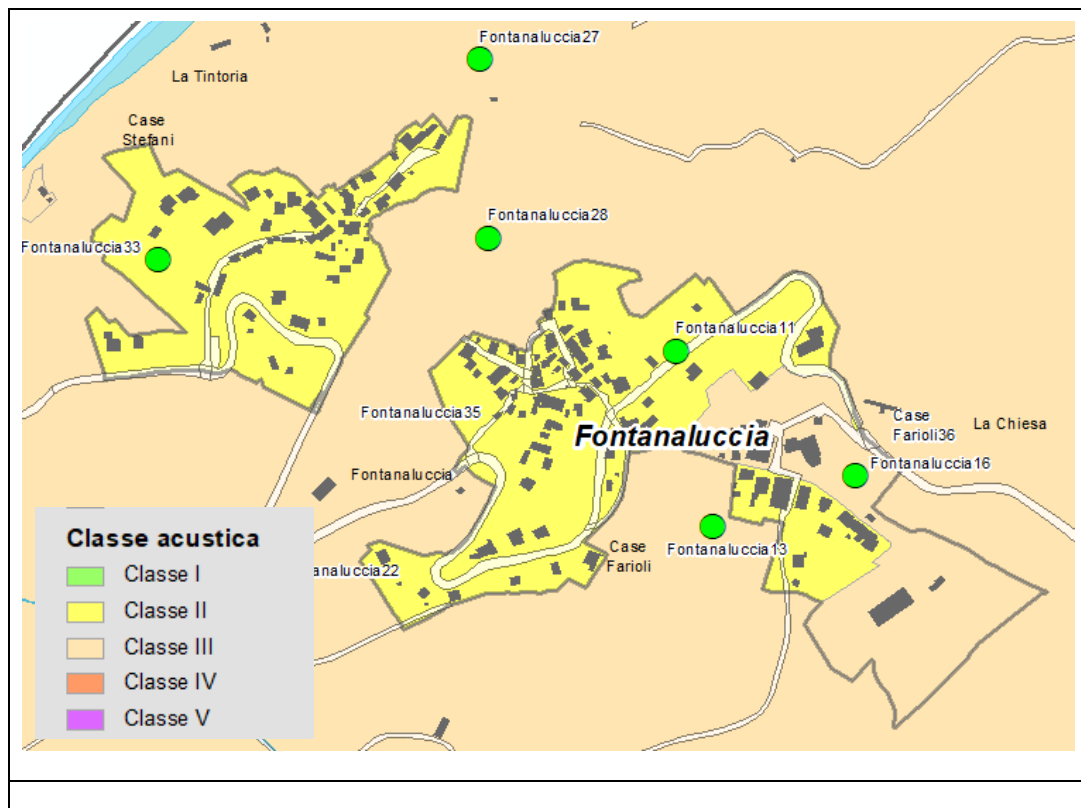 Fontanaluccia27
La Tintoria
Case
Stefani
Fontanaluccia28
Fontanaluccia33
Fontanaluccia11
Fontanaluccia35
Case
Farioli36
La Chiesa
Fontanaluccia
Fontanaluccia16
Fontanaluccia
Fontanaluccia13
Case
Farioli
analuccia22
Classe acustica
Classe I
Classe II
Classe III
Classe IV
Classe V